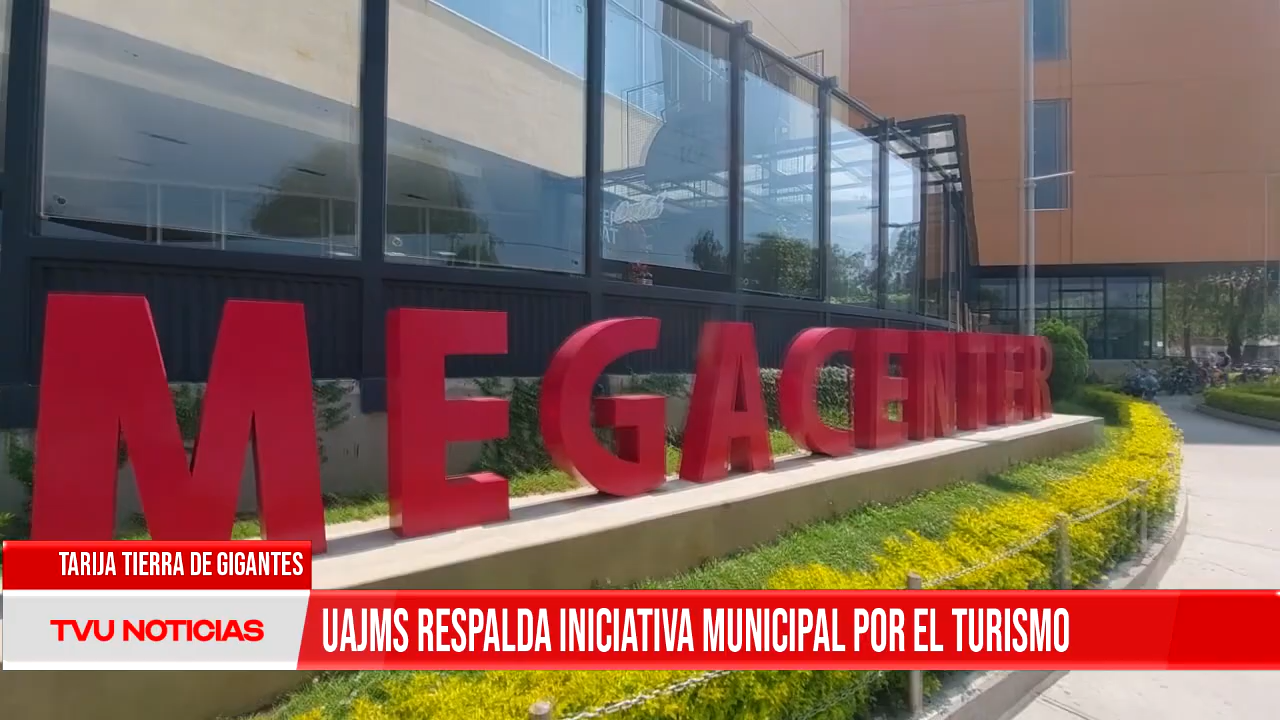 MEGACENTER
TARIJA TIERRA DE GIGANTES
TVU NOTICIAS
UAJMS RESPALDA INICIATIVA MUNICIPAL POR EL TURISMO